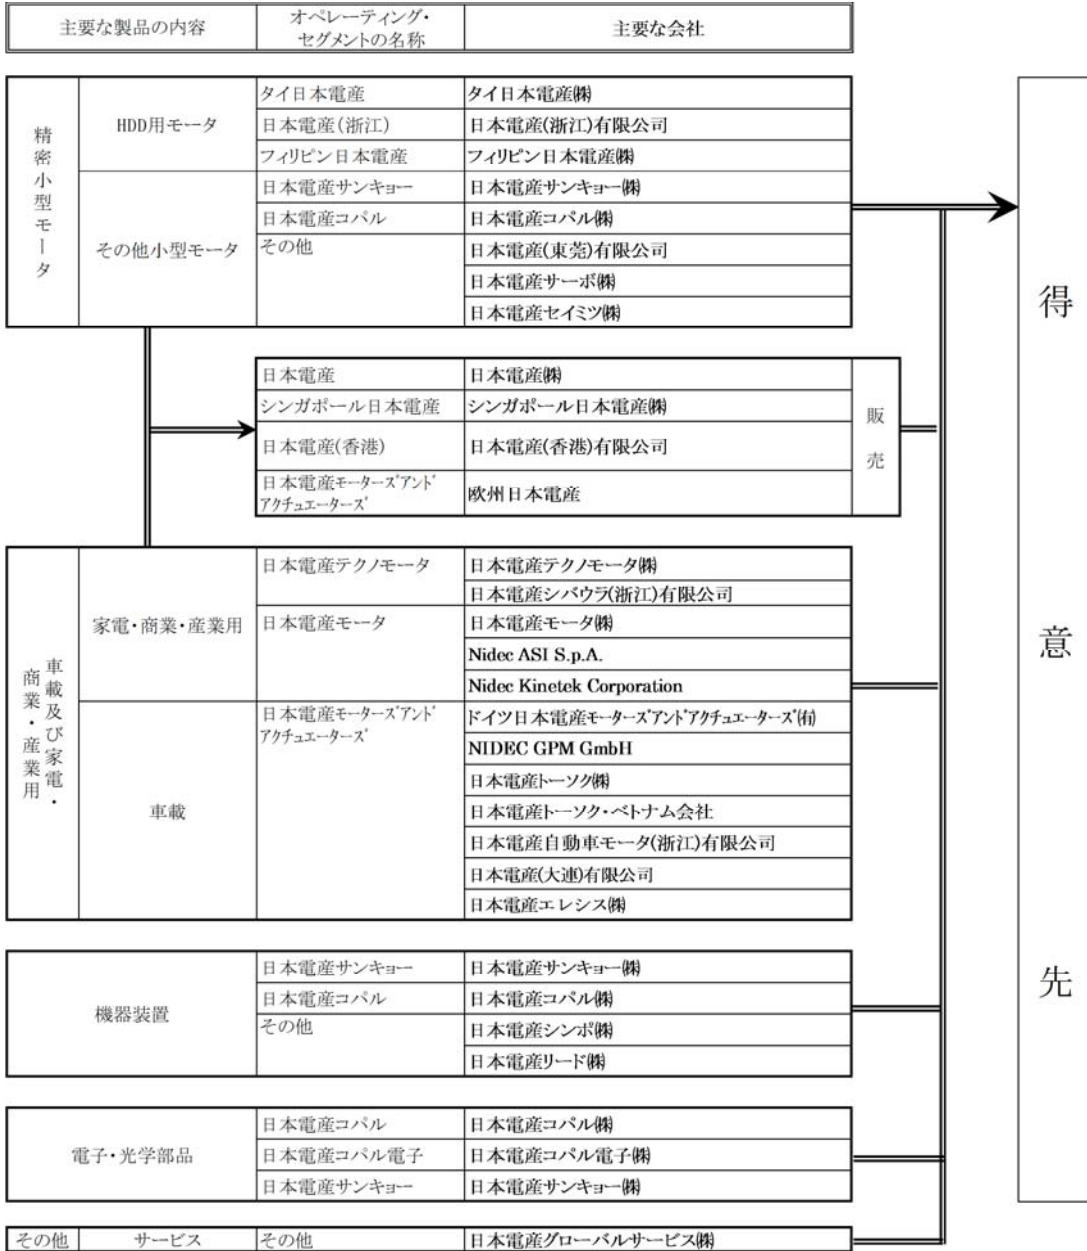 主要な製品の内容
オペレーティング・
セグメントの名称
主要な会社
精密小型モータ
HDD用モータ
タイ日本電産
タイ日本電産㈱
日本電産(浙江)
日本電産(浙江)有限公司
フィリピン日本電産
フィリピン日本電産㈱
その他小型モータ
日本電産サンキョー
日本電産サンキョー㈱
日本電産コパル
日本電産コパル㈱
その他
日本電産(東莞)有限公司
日本電産サーボ㈱
日本電産セイミツ㈱
日本電産
日本電産㈱
シンガポール日本電産
シンガポール日本電産㈱
日本電産(香港)
日本電産(香港)有限公司
日本電産モーターズアンド
アクチュエーターズ
欧州日本電産
販売
車載及び家電・
商業・産業用
家電・商業・産業用
日本電産テクノモータ
日本電産テクノモータ㈱
日本電産シバウラ(浙江)有限公司
日本電産モータ
日本電産モータ㈱
Nidec ASI S.p.A.
Nidec Kinetek Corporation
車載
日本電産モーターズアンド
アクチュエーターズ
ドイツ日本電産モーターズアンドアクチュエーターズ㈲
NIDEC GPM GmbH
日本電産トーソク㈱
日本電産トーソク・ベトナム会社
日本電産自動車モータ(浙江)有限公司
日本電産(大連)有限公司
日本電産エレシス㈱
機器装置
日本電産サンキョー
日本電産サンキョー㈱
日本電産コパル
日本電産コパル㈱
その他
日本電産シンポ㈱
日本電産リード㈱
電子・光学部品
日本電産コパル
日本電産コパル㈱
日本電産コパル電子
日本電産コパル電子㈱
日本電産サンキョー
日本電産サンキョー㈱
その他
サービス
その他
日本電産グローバルサービス㈱
得意先